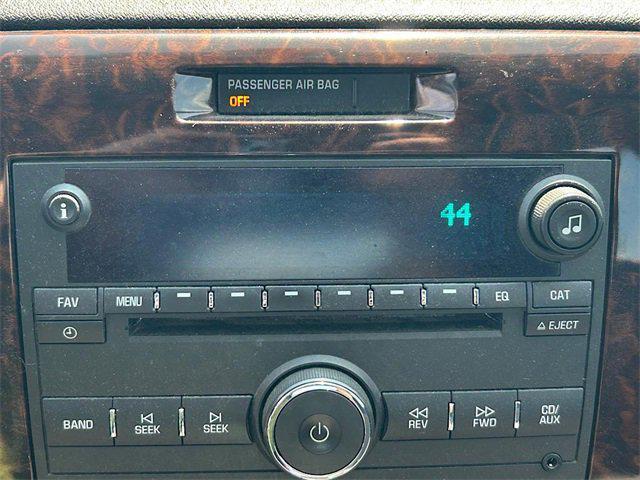 PASSENGER AIR BAG
OFF
44
i
FAV
MENU
EQ
CAT
EJECT
BAND
SEEK
SEEK
REV
FWD
CD/
AUX